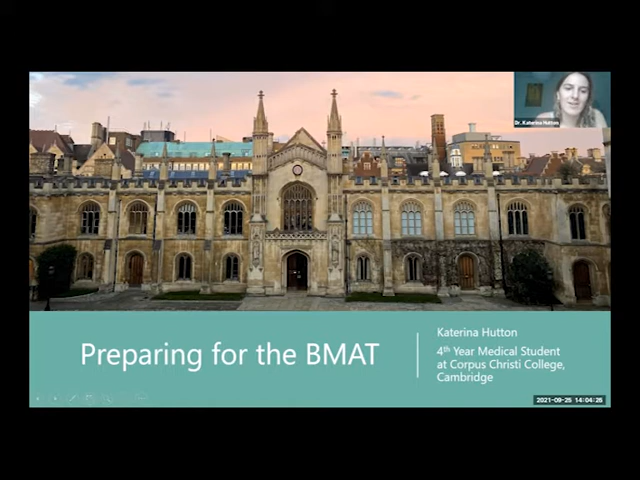 Dr. Katerina Hutton
Preparing for the BMAT
Katerina Hutton
4th Year Medical Student
at Corpus Christi College,
Cambridge
2021-09-25 14:04:26